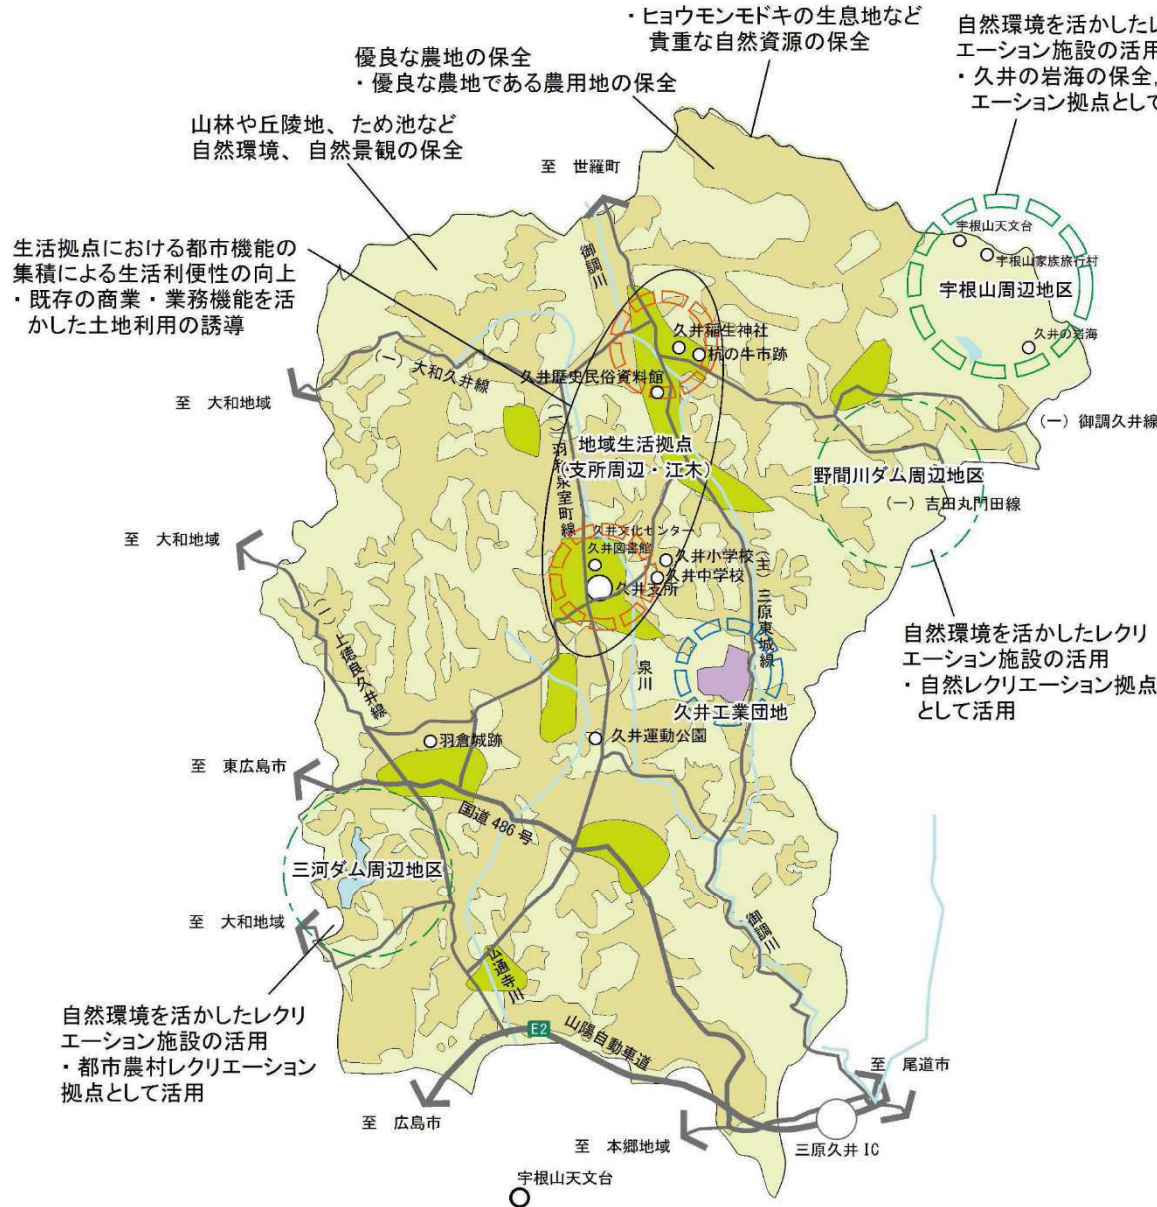 ・ヒョウモンモドキの生息地など
貴重な自然資源の保全
自然環境を活かしたレ
エーション施設の活用
・久井の岩海の保全,
エーション拠点として
優良な農地の保全
・優良な農地である農用地の保全
山林や丘陵地、ため池など
自然環境、自然景観の保全
至 世羅町
生活拠点における都市機能の
集積による生活利便性の向上
・既存の商業・業務機能を活
かした土地利用の誘導
御調川
宇根山天文台
宇根山家族旅行村
宇根山周辺地区
久井の岩海
久井稲生神社
杭の牛市跡
久井歴史民俗資料館
(一)大和久井線
至 大和地域
(一)御調久井線
地域生活拠点
(支所周辺・江木)
(一)羽和泉室町線
野間川ダム周辺地区
(一)吉田丸門田線
至 大和地域
久井文化センター
久井図書館
久井小学校
久井中学校
久井支所
(主)三原東城線
(一)上徳良久井線
泉川
自然環境を活かしたレクリ
エーション施設の活用
・自然レクリエーション拠点
として活用
久井工業団地
羽倉城跡
久井運動公園
至 東広島市
国道486号
三河ダム周辺地区
至 大和地域
御調川
仏通寺川
自然環境を活かしたレクリ
エーション施設の活用
・都市農村レクリエーション
拠点として活用
E2
山陽自動車道
至 尾道市
至 広島市
至 本郷地域
三原久井IC
宇根山天文台